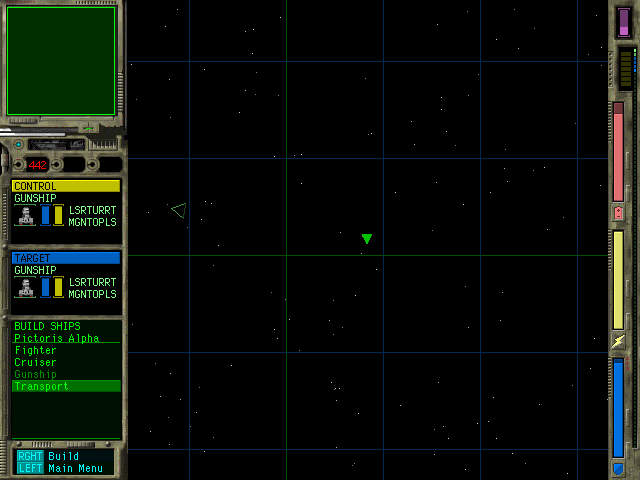 442
CONTROL
GUNSHIP
LSRTURRT
MGNTOPLS
TARGET
GUNSHIP
LSRTURRT
MGNTOPLS
BUILD SHIPS
Pictoris Alpha
Fighter
Cruiser
Gunship
Transport
RGHT Build
LEFT Main Menu